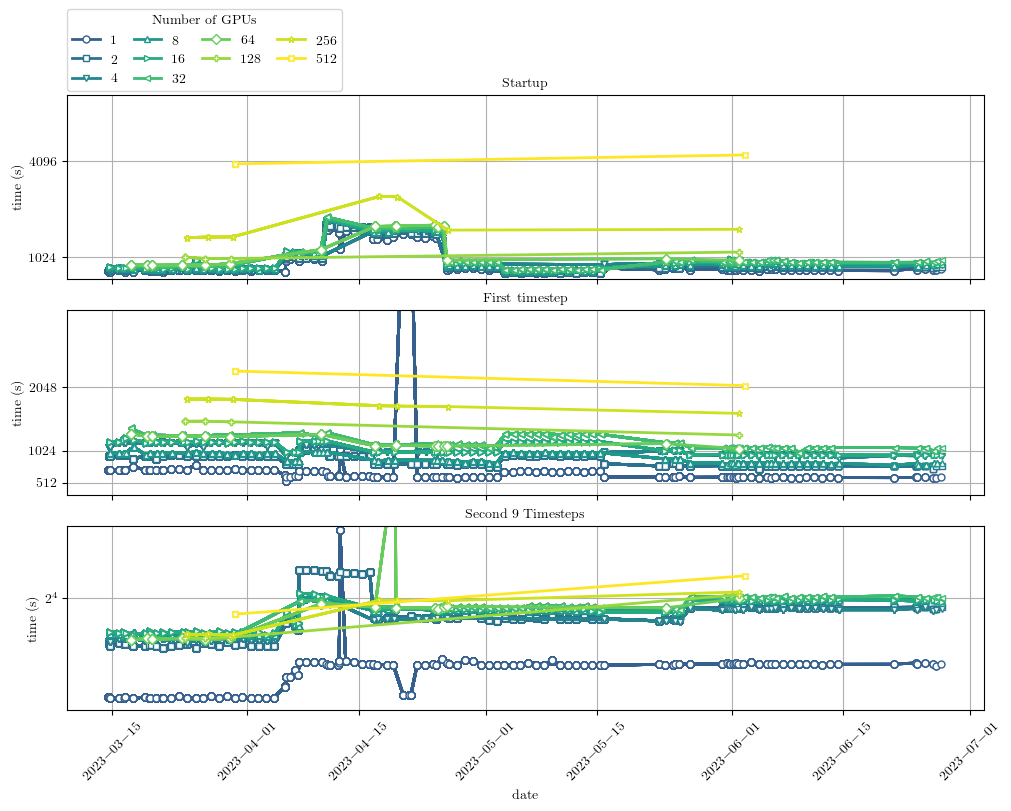 Number of GPUs
1 8 64 256
2 16 128 512
4 32
Startup
4096
1024
time (s)
First timestep
2048
1024
512
time (s)
Second 9 Timesteps
2⁴
time (s)
2023−03−15 2023−04−01 2023−04−15 2023−05−01 2023−05−15 2023−06−01 2023−06−15 2023−07−01
date